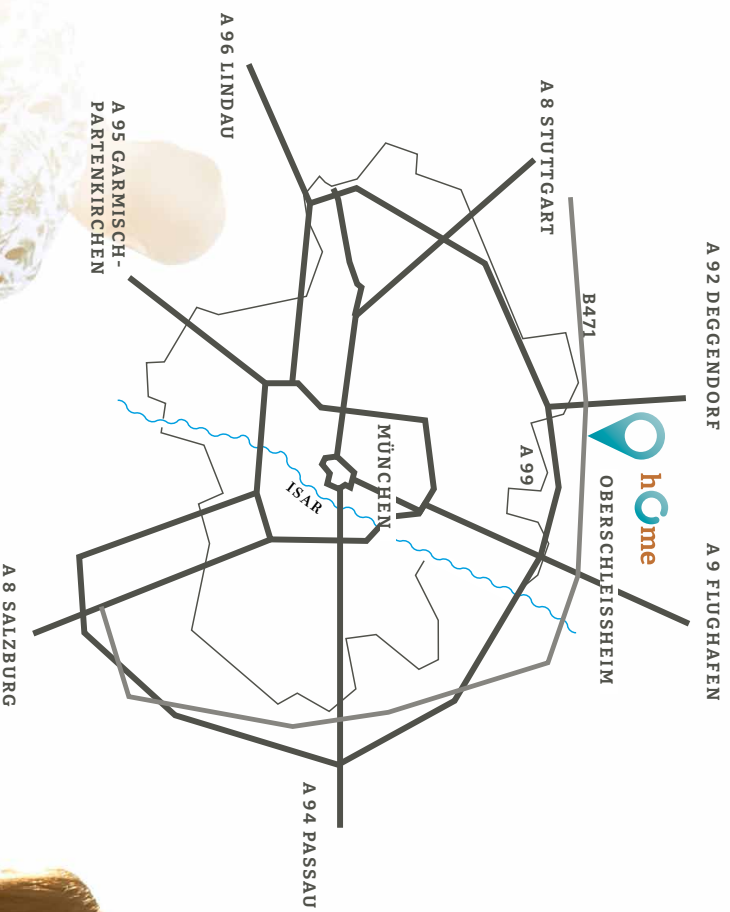 A 92 DEGGENDORF
A 9 FLUGHAFEN
home
OBERSCHLEISSHEIM
B471
A 8 STUTTGART
A 99
MÜNCHEN
ISAR
A 94 PASSAU
A 96 LINDAU
A 95 GARMISCH-
PARTENKIRCHEN
A 8 SALZBURG